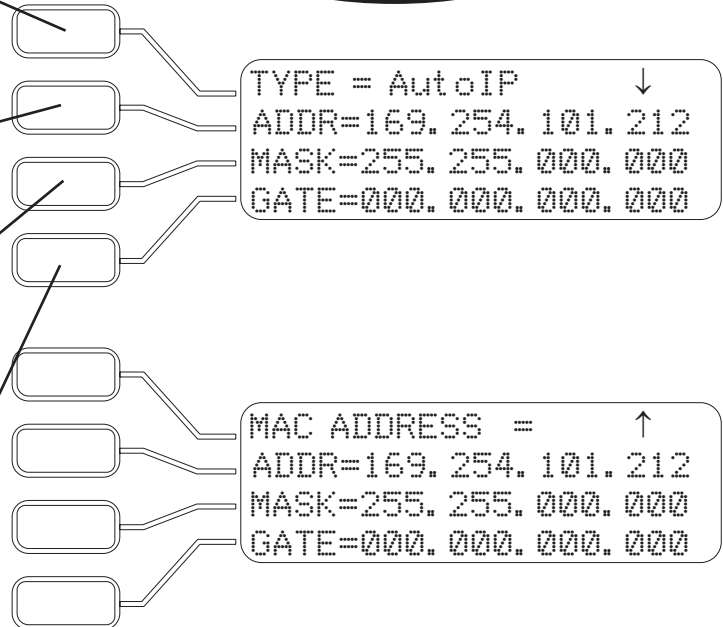 TYPE = AutoIP ↓
ADDR=169.254.101.212
MASK=255.255.000.000
GATE=000.000.000.000
MAC ADDRESS = ↑
ADDR=169.254.101.212
MASK=255.255.000.000
GATE=000.000.000.000